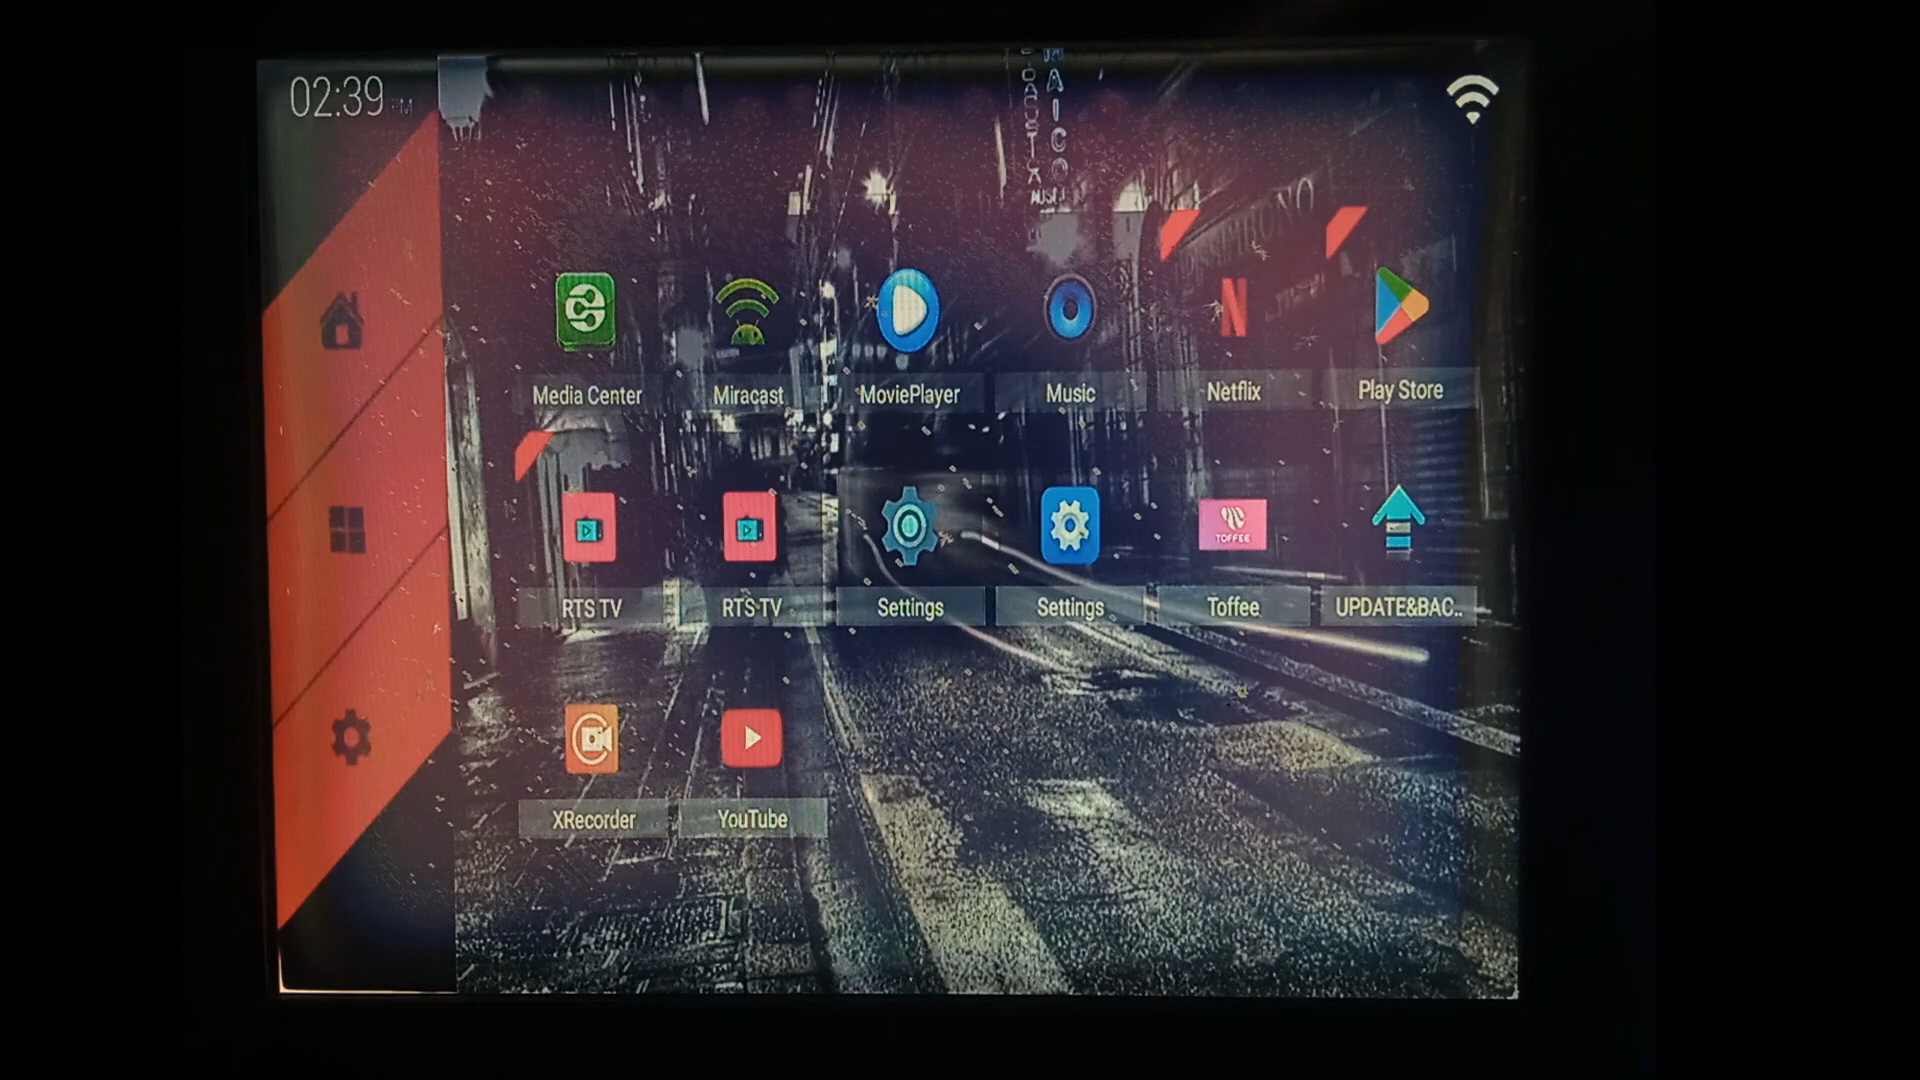 02:39 PM
Media Center
Miracast
MoviePlayer
Music
Netflix
Play Store
TOFFEE
RTS TV
RTS TV
Settings
Settings
Toffee
UPDATE&BAC..
XRecorder
YouTube